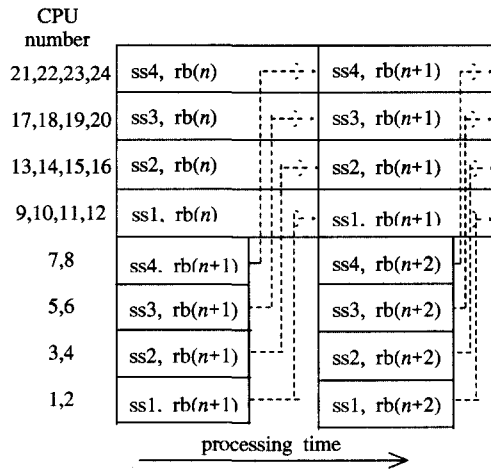 CPU
number
21,22,23,24 ss4, rb(n) ss4, rb(n+1)
17,18,19,20 ss3, rb(n) ss3, rb(n+1)
13,14,15,16 ss2, rb(n) ss2, rb(n+1)
9,10,11,12 ss1. rb(n) ss1. rb(n+1)
7,8 ss4. rb(n+1) ss4, rb(n+2)
5,6 ss3, rb(n+1) ss3, rb(n+2)
3,4 ss2, rb(n+1) ss2, rb(n+2)
1,2 ss1. rb(n+1) ss1, rb(n+2)
processing time